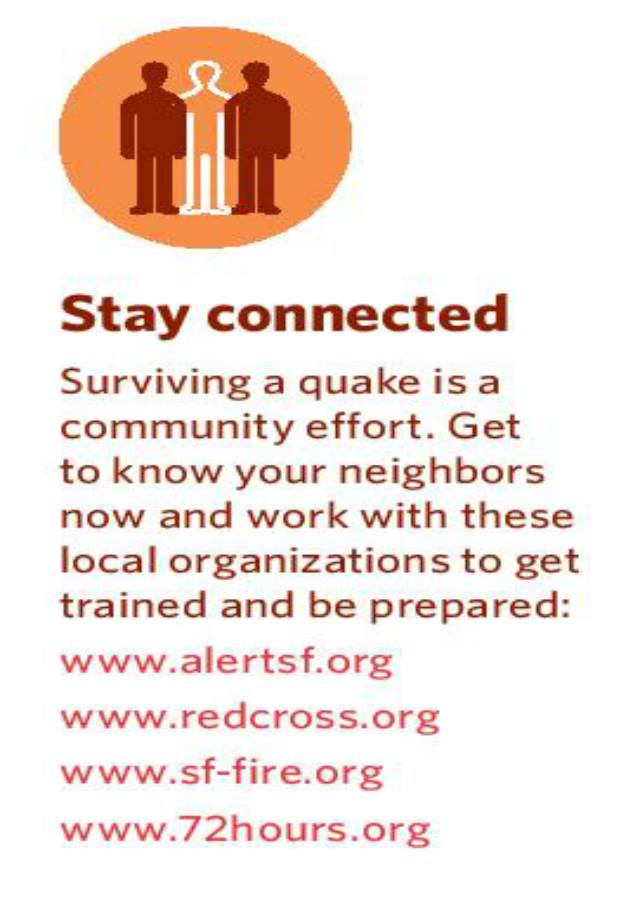 Stay connected
Surviving a quake is a
community effort. Get
to know your neighbors
now and work with these
local organizations to get
trained and be prepared:
www.alertsf.org
www.redcross.org
www.sf-fire.org
www.72hours.org